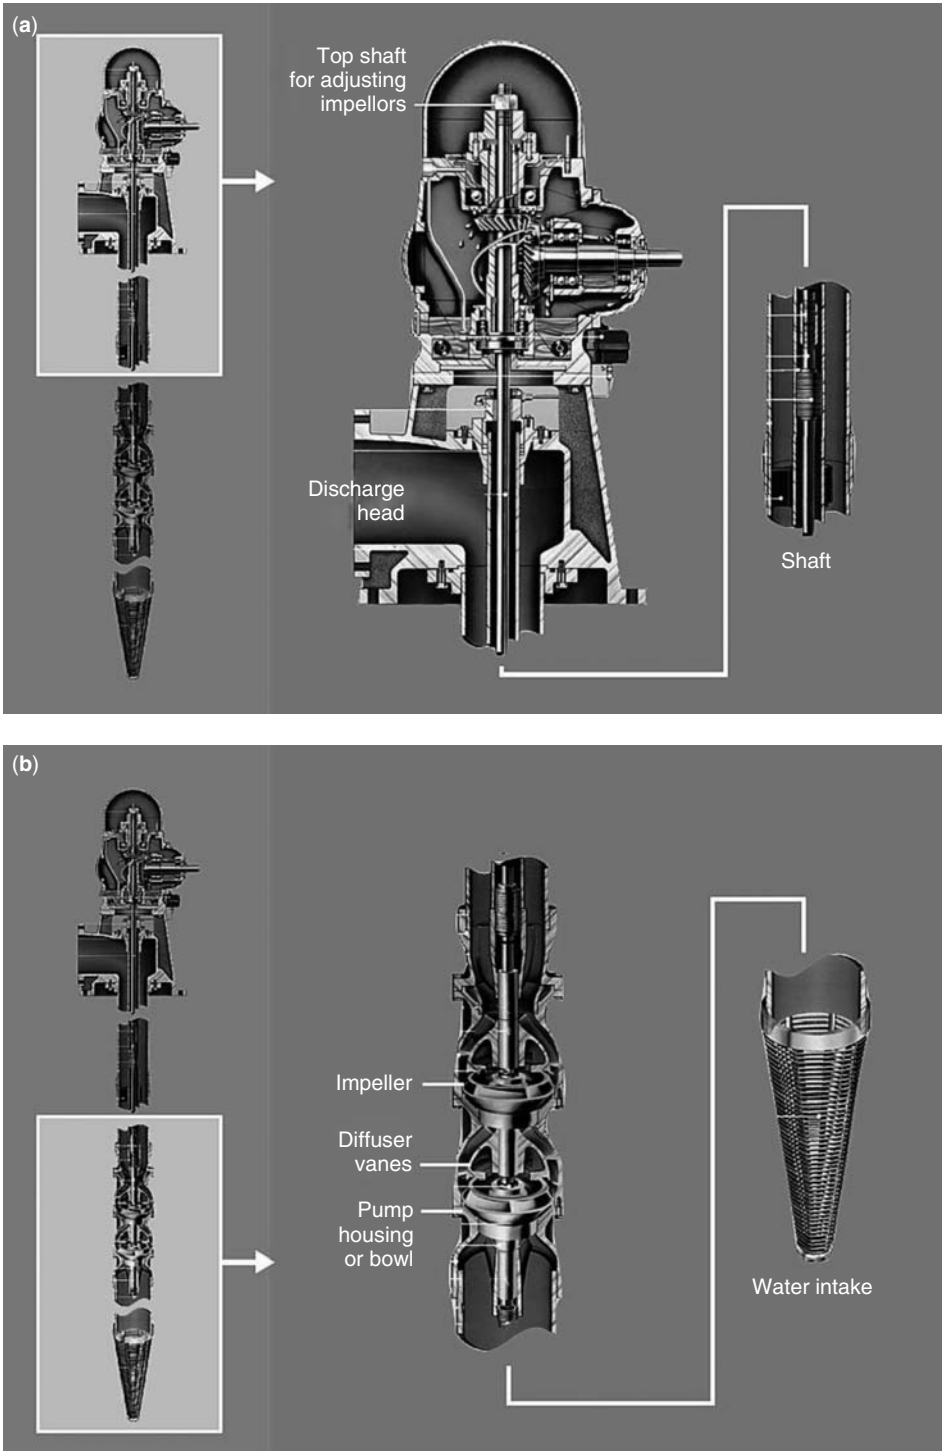 (a)
Top shaft
for adjusting
impellors
Discharge
head
Shaft
(b)
Impeller
Diffuser
vanes
Pump
housing
or bowl
Water intake